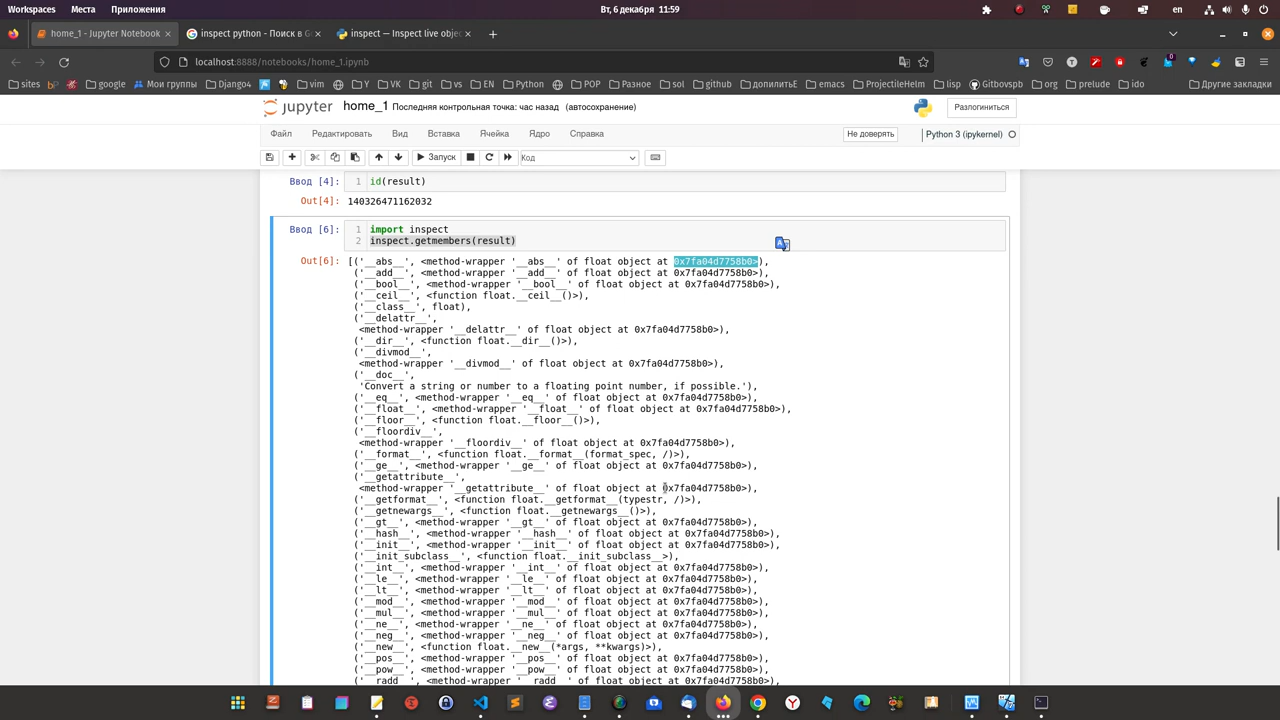 Workspaces Места Приложения Вт, 6 декабря 11:59 en
home_1 - Jupyter Notebook × inspect python - Поиск в G × inspect — Inspect live obje × +
localhost:8888/notebooks/home_1.ipynb
sites google Мои группы Django4 vim Y VK git vs EN Python POP Разное sol github допилитьЕ emacs ProjectileHelm lisp Gitbovspb org prelude ido Другие закладки
jupyter home_1 Последняя контрольная точка: час назад (автосохранение) Разлогиниться
Файл Редактировать Вид Вставка Ячейка Ядро Справка Не доверять Python 3 (ipykernel)
Запуск Код
Ввод [4]: 1 id(result)
Out[4]: 140326471162032
Ввод [6]: 1 import inspect
2 inspect.getmembers(result)
Out[6]: [('__abs__', <method-wrapper '__abs__' of float object at 0x7fa04d7758b0>),
('__add__', <method-wrapper '__add__' of float object at 0x7fa04d7758b0>),
('__bool__', <method-wrapper '__bool__' of float object at 0x7fa04d7758b0>),
('__ceil__', <function float.__ceil__()>),
('__class__', float),
('__delattr__',
<method-wrapper '__delattr__' of float object at 0x7fa04d7758b0>),
('__dir__', <function float.__dir__()>),
('__divmod__',
<method-wrapper '__divmod__' of float object at 0x7fa04d7758b0>),
('__doc__',
'Convert a string or number to a floating point number, if possible.'),
('__eq__', <method-wrapper '__eq__' of float object at 0x7fa04d7758b0>),
('__float__', <method-wrapper '__float__' of float object at 0x7fa04d7758b0>),
('__floor__', <function float.__floor__()>),
('__floordiv__',
<method-wrapper '__floordiv__' of float object at 0x7fa04d7758b0>),
('__format__', <function float.__format__(format_spec, /)>),
('__ge__', <method-wrapper '__ge__' of float object at 0x7fa04d7758b0>),
('__getattribute__',
<method-wrapper '__getattribute__' of float object at 0x7fa04d7758b0>),
('__getformat__', <function float.__getformat__(typestr, /)>),
('__getnewargs__', <function float.__getnewargs__()>),
('__gt__', <method-wrapper '__gt__' of float object at 0x7fa04d7758b0>),
('__hash__', <method-wrapper '__hash__' of float object at 0x7fa04d7758b0>),
('__init__', <method-wrapper '__init__' of float object at 0x7fa04d7758b0>),
('__init_subclass__', <function float.__init_subclass__>),
('__int__', <method-wrapper '__int__' of float object at 0x7fa04d7758b0>),
('__le__', <method-wrapper '__le__' of float object at 0x7fa04d7758b0>),
('__lt__', <method-wrapper '__lt__' of float object at 0x7fa04d7758b0>),
('__mod__', <method-wrapper '__mod__' of float object at 0x7fa04d7758b0>),
('__mul__', <method-wrapper '__mul__' of float object at 0x7fa04d7758b0>),
('__ne__', <method-wrapper '__ne__' of float object at 0x7fa04d7758b0>),
('__neg__', <method-wrapper '__neg__' of float object at 0x7fa04d7758b0>),
('__new__', <function float.__new__(*args, **kwargs)>),
('__pos__', <method-wrapper '__pos__' of float object at 0x7fa04d7758b0>),
('__pow__', <method-wrapper '__pow__' of float object at 0x7fa04d7758b0>),
('__radd__', <method-wrapper '__radd__' of float object at 0x7fa04d7758b0>),